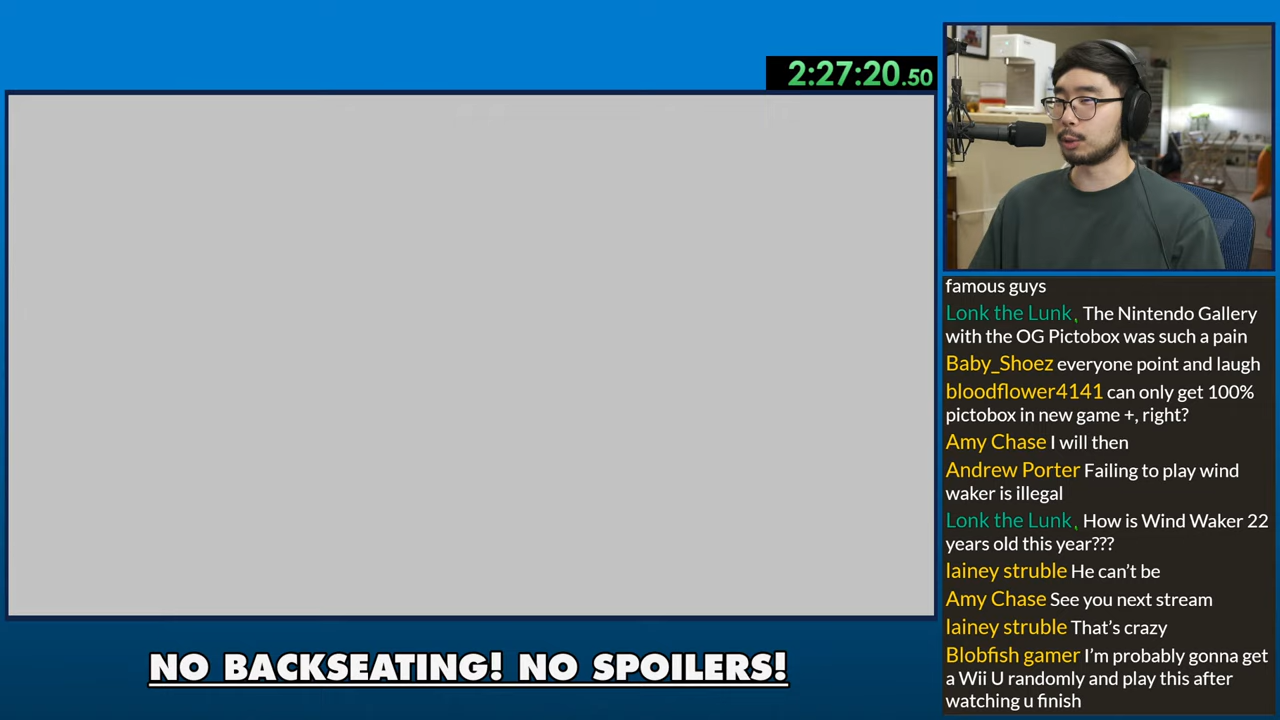 2:27:20.50
famous guys
Lonk the Lunk, The Nintendo Gallery
with the OG Pictobox was such a pain
Baby_Shoez everyone point and laugh
bloodflower4141 can only get 100%
pictobox in new game +, right?
Amy Chase I will then
Andrew Porter Failing to play wind
waker is illegal
Lonk the Lunk, How is Wind Waker 22
years old this year???
lainey struble He can't be
Amy Chase See you next stream
lainey struble That's crazy
Blobfish gamer I'm probably gonna get
a Wii U randomly and play this after
watching u finish
NO BACKSEATING! NO SPOILERS!